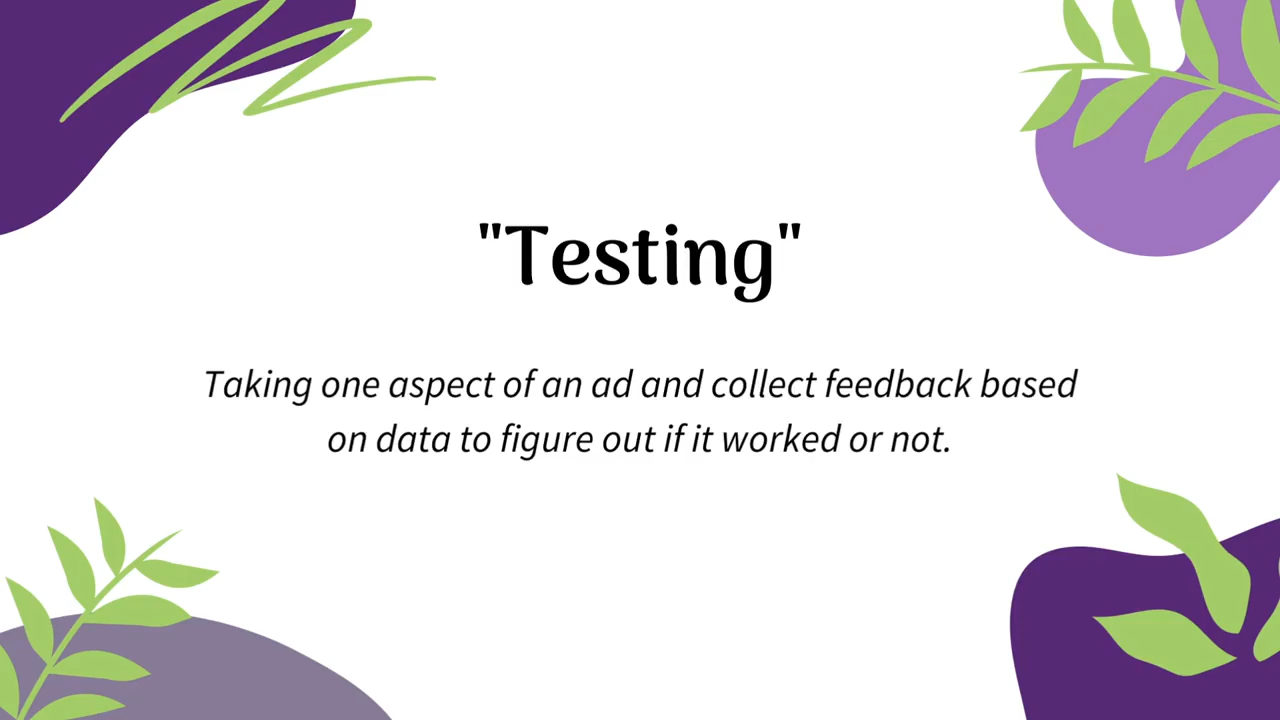 "Testing"
Taking one aspect of an ad and collect feedback based
on data to figure out if it worked or not.